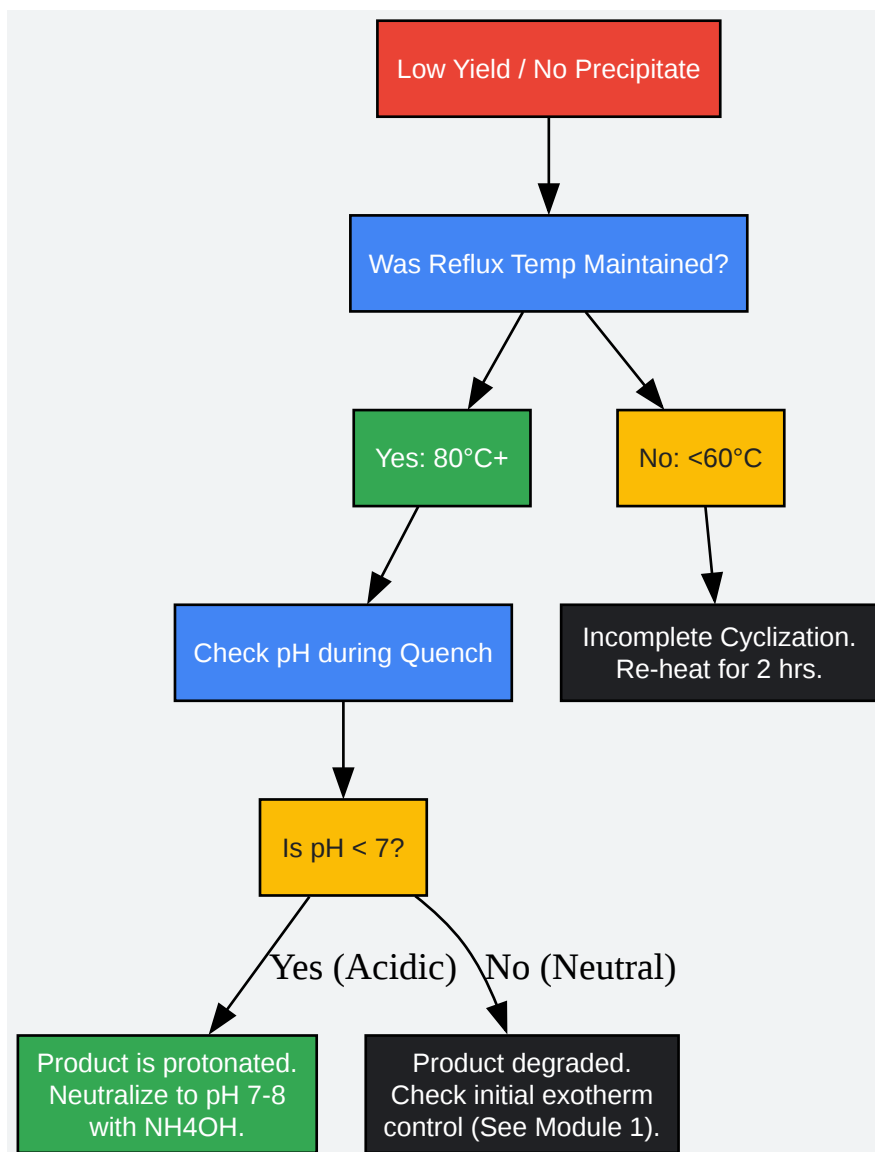 Low Yield / No Precipitate
Was Reflux Temp Maintained?
Yes: 80°C+
No: <60°C
Check pH during Quench
Incomplete Cyclization.
Re-heat for 2 hrs.
Is pH < 7?
Yes (Acidic)
No (Neutral)
Product is protonated.
Neutralize to pH 7-8
with NH4OH.
Product degraded.
Check initial exotherm
control (See Module 1).